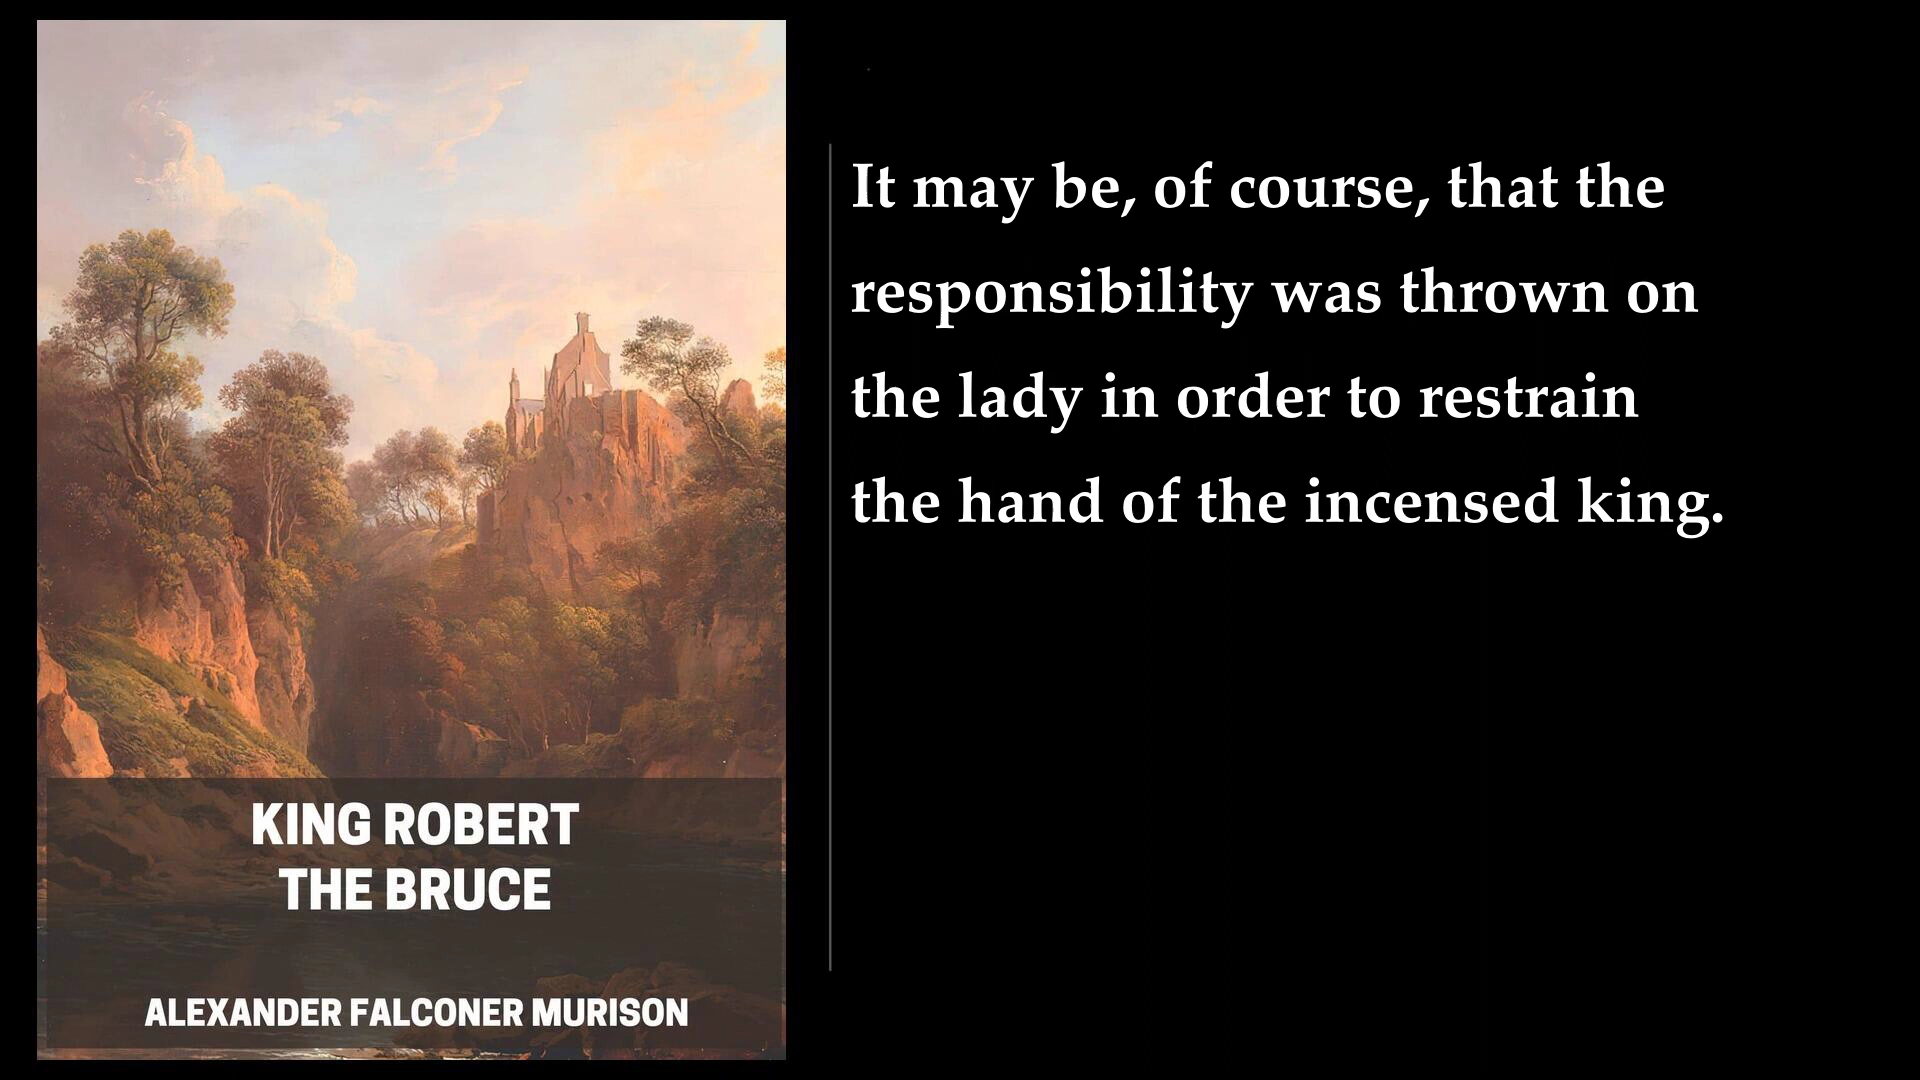 KING ROBERT
THE BRUCE
ALEXANDER FALCONER MURISON
It may be, of course, that the
responsibility was thrown on
the lady in order to restrain
the hand of the incensed king.